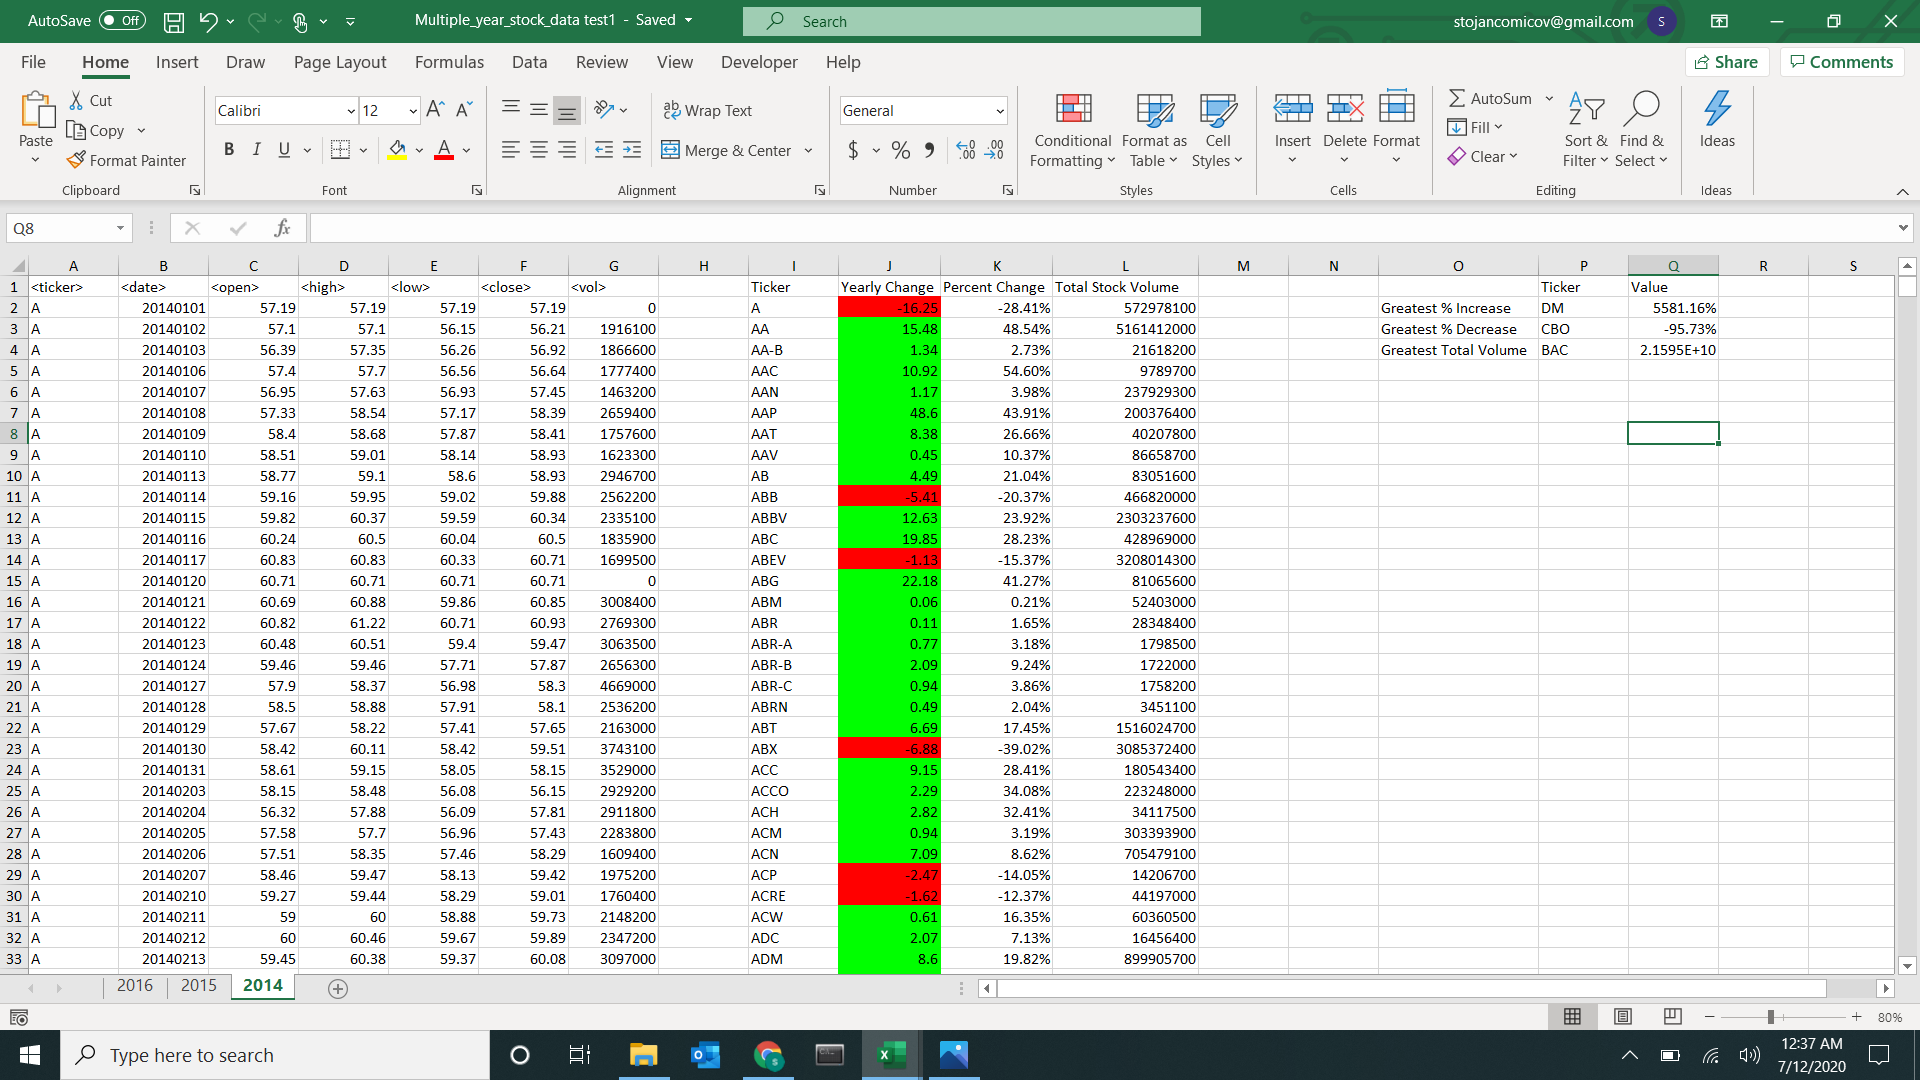 AutoSave Off Multiple_year_stock_data test1 - Saved Search stojancomicov@gmail.com S
File Home Insert Draw Page Layout Formulas Data Review View Developer Help Share Comments
Paste Cut Copy Format Painter Clipboard
Calibri 12 B I U A Font
Wrap Text Merge & Center Alignment
General $ % Number
Conditional Formatting Format as Table Cell Styles Styles
Insert Delete Format Cells
AutoSum Fill Clear Sort & Filter Find & Select Editing
Ideas Ideas
Q8 fx
A B C D E F G H I J K L M N O P Q R S
1 <ticker> <date> <open> <high> <low> <close> <vol> Ticker Yearly Change Percent Change Total Stock Volume Ticker Value
2 A 20140101 57.19 57.19 57.19 57.19 0 A -16.25 -28.41% 572978100 Greatest % Increase DM 5581.16%
3 A 20140102 57.1 57.1 56.15 56.21 1916100 AA 15.48 48.54% 5161412000 Greatest % Decrease CBO -95.73%
4 A 20140103 56.39 57.35 56.26 56.92 1866600 AA-B 1.34 2.73% 21618200 Greatest Total Volume BAC 2.1595E+10
5 A 20140106 57.4 57.7 56.56 56.64 1777400 AAC 10.92 54.60% 9789700
6 A 20140107 56.95 57.63 56.93 57.45 1463200 AAN 1.17 3.98% 237929300
7 A 20140108 57.33 58.54 57.17 58.39 2659400 AAP 48.6 43.91% 200376400
8 A 20140109 58.4 58.68 57.87 58.41 1757600 AAT 8.38 26.66% 40207800
9 A 20140110 58.51 59.01 58.14 58.93 1623300 AAV 0.45 10.37% 86658700
10 A 20140113 58.77 59.1 58.6 58.93 2946700 AB 4.49 21.04% 83051600
11 A 20140114 59.16 59.95 59.02 59.88 2562200 ABB -5.41 -20.37% 466820000
12 A 20140115 59.82 60.37 59.59 60.34 2335100 ABBV 12.63 23.92% 2303237600
13 A 20140116 60.24 60.5 60.04 60.5 1835900 ABC 19.85 28.23% 428969000
14 A 20140117 60.83 60.83 60.33 60.71 1699500 ABEV -1.13 -15.37% 3208014300
15 A 20140120 60.71 60.71 60.71 60.71 0 ABG 22.18 41.27% 81065600
16 A 20140121 60.69 60.88 59.86 60.85 3008400 ABM 0.06 0.21% 52403000
17 A 20140122 60.82 61.22 60.71 60.93 2769300 ABR 0.11 1.65% 28348400
18 A 20140123 60.48 60.51 59.4 59.47 3063500 ABR-A 0.77 3.18% 1798500
19 A 20140124 59.46 59.46 57.71 57.87 2656300 ABR-B 2.09 9.24% 1722000
20 A 20140127 57.9 58.37 56.98 58.3 4669000 ABR-C 0.94 3.86% 1758200
21 A 20140128 58.5 58.88 57.91 58.1 2536200 ABRN 0.49 2.04% 3451100
22 A 20140129 57.67 58.22 57.41 57.65 2163000 ABT 6.69 17.45% 1516024700
23 A 20140130 58.42 60.11 58.42 59.51 3743100 ABX -6.88 -39.02% 3085372400
24 A 20140131 58.61 59.15 58.05 58.15 3529000 ACC 9.15 28.41% 180543400
25 A 20140203 58.15 58.48 56.08 56.15 2929200 ACCO 2.29 34.08% 223248000
26 A 20140204 56.32 57.88 56.09 57.81 2911800 ACH 2.82 32.41% 34117500
27 A 20140205 57.58 57.7 56.96 57.43 2283800 ACM 0.94 3.19% 303393900
28 A 20140206 57.51 58.35 57.46 58.29 1609400 ACN 7.09 8.62% 705479100
29 A 20140207 58.46 59.47 58.13 59.42 1975200 ACP -2.47 -14.05% 14206700
30 A 20140210 59.27 59.44 58.29 59.01 1760400 ACRE -1.62 -12.37% 44197000
31 A 20140211 59 60 58.88 59.73 2148200 ACW 0.61 16.35% 60360500
32 A 20140212 60 60.46 59.67 59.89 2347200 ADC 2.07 7.13% 16456400
33 A 20140213 59.45 60.38 59.37 60.08 3097000 ADM 8.6 19.82% 899905700
2016 2015 2014
80%
Type here to search
12:37 AM
7/12/2020